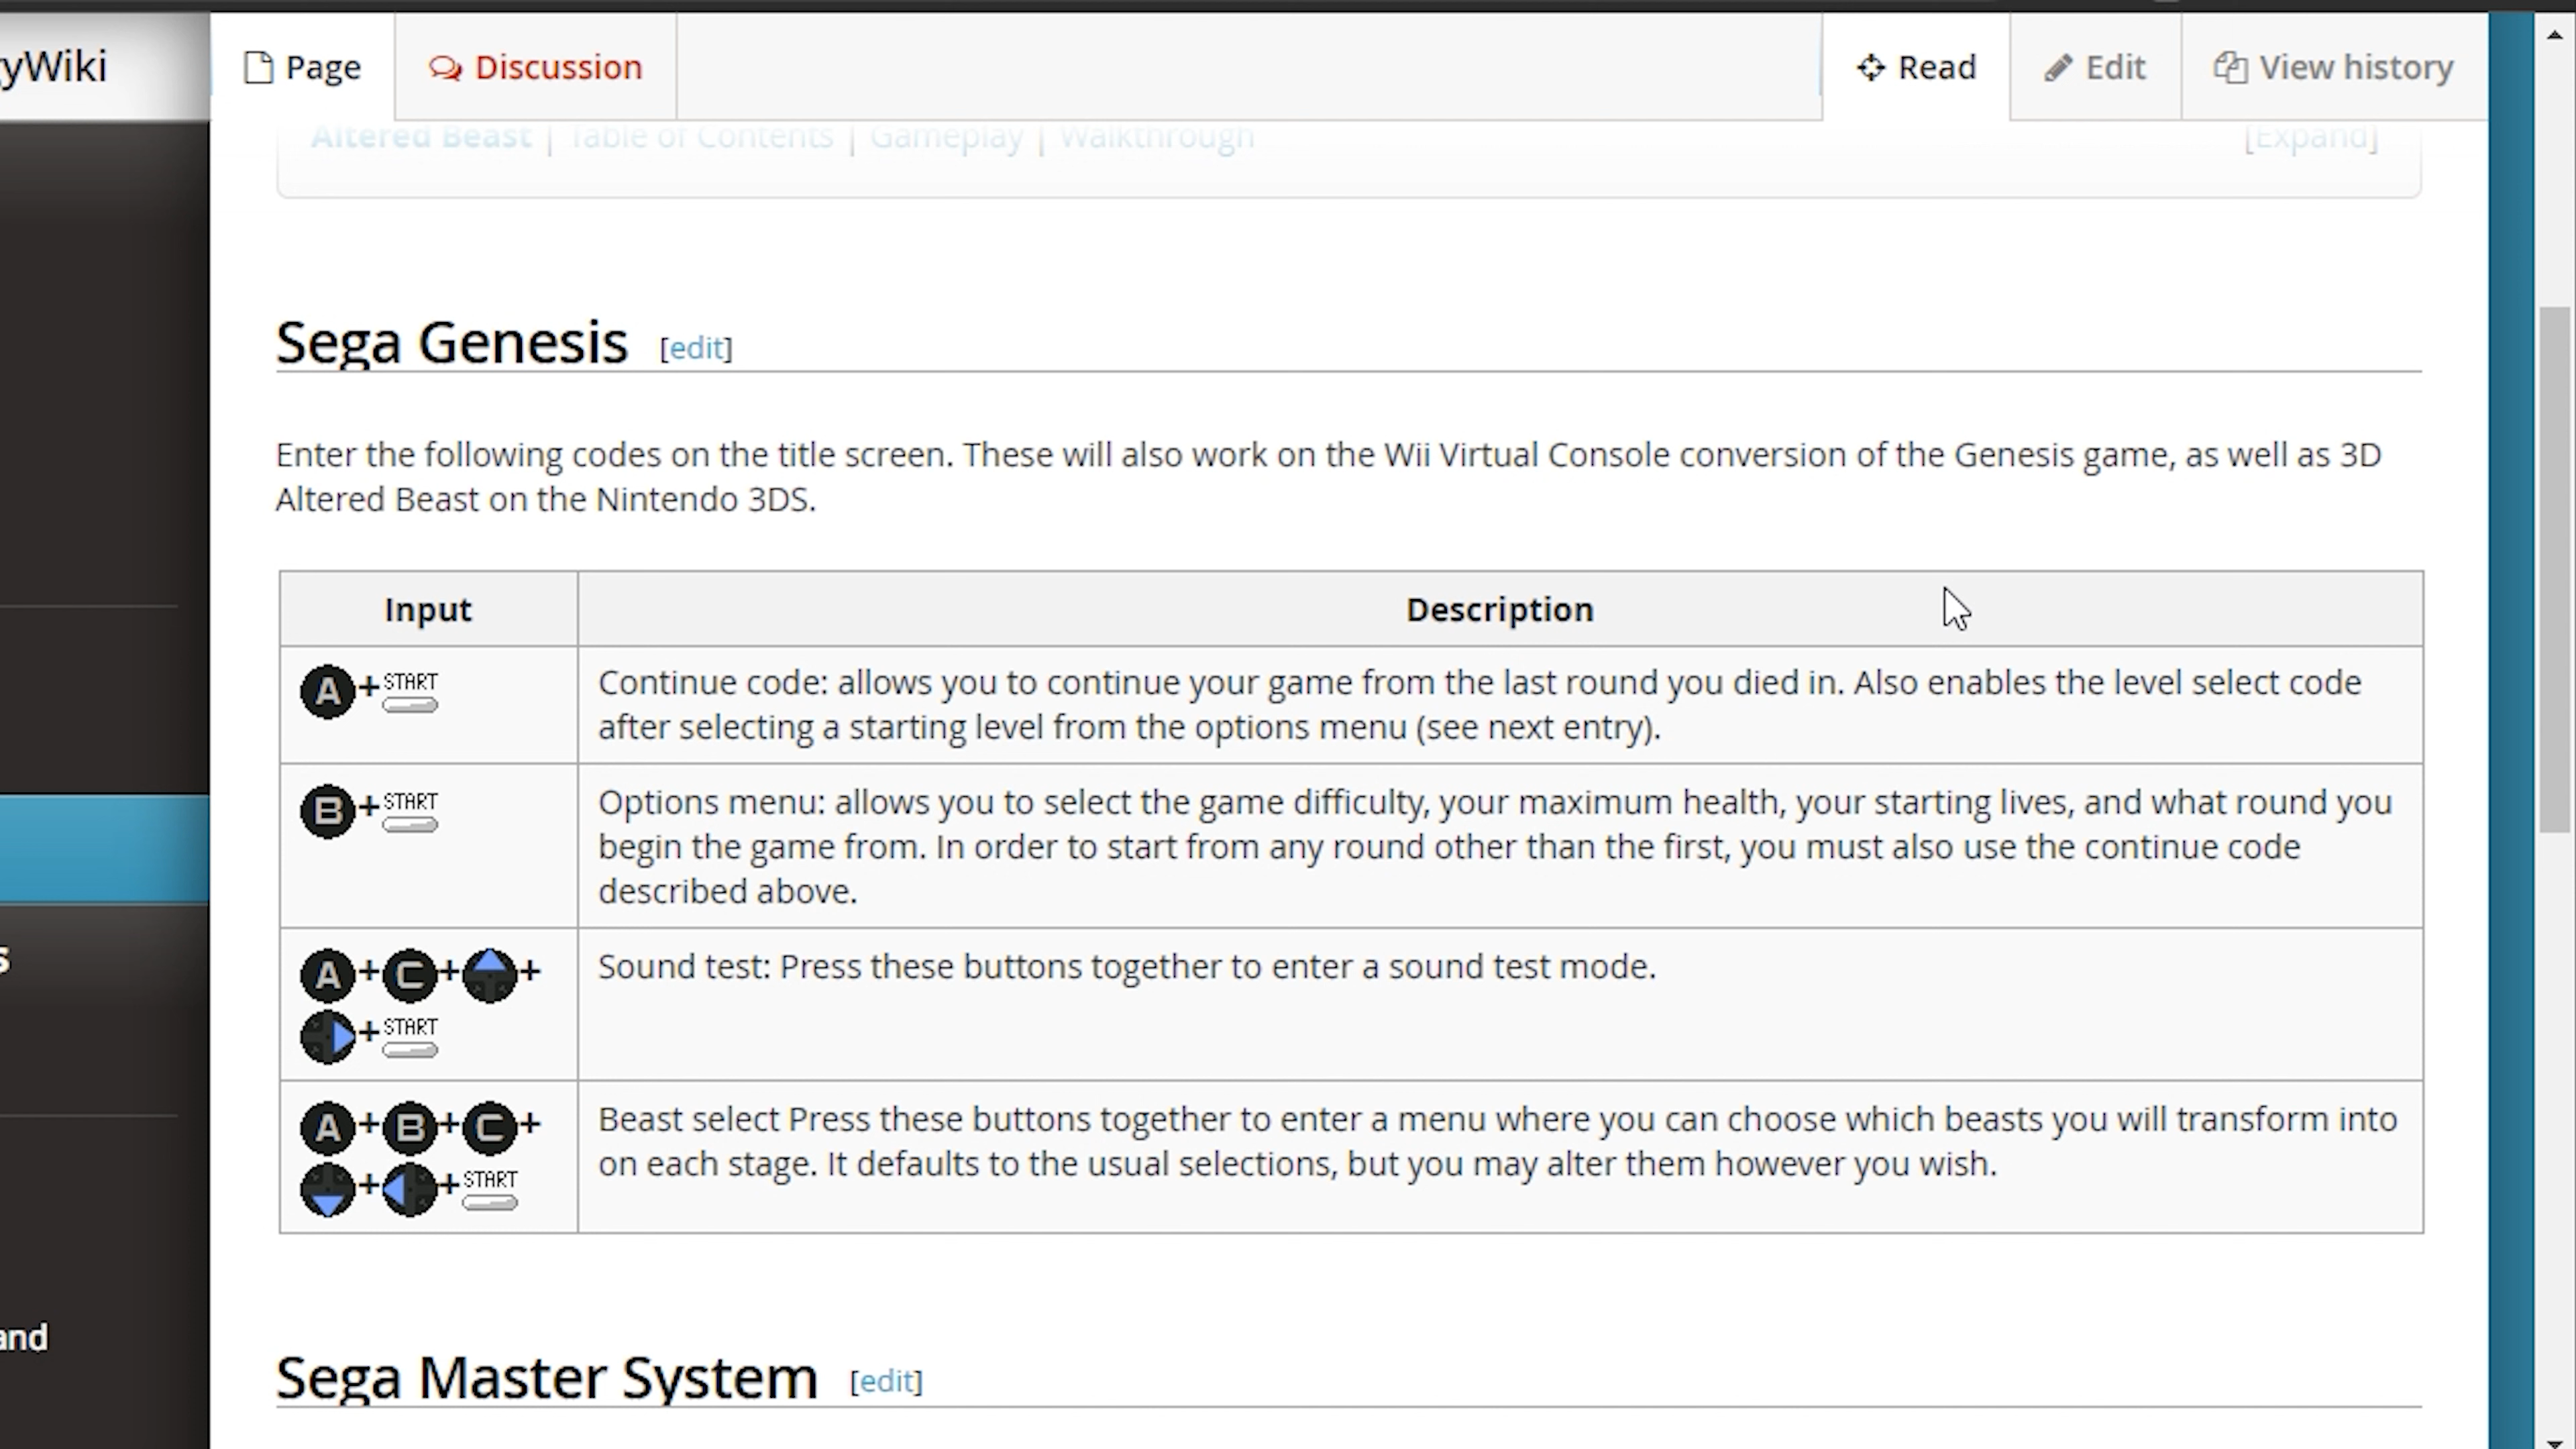 yWiki
Page
Discussion
Read
Edit
View history
Altered Beast | Table of Contents | Gameplay | Walkthrough
[Expand]
Sega Genesis [edit]
Enter the following codes on the title screen. These will also work on the Wii Virtual Console conversion of the Genesis game, as well as 3D
Altered Beast on the Nintendo 3DS.
Input
Description
A+START
Continue code: allows you to continue your game from the last round you died in. Also enables the level select code
after selecting a starting level from the options menu (see next entry).
B+START
Options menu: allows you to select the game difficulty, your maximum health, your starting lives, and what round you
begin the game from. In order to start from any round other than the first, you must also use the continue code
described above.
A+C+ +
+START
Sound test: Press these buttons together to enter a sound test mode.
A+B+C+
+ +START
Beast select Press these buttons together to enter a menu where you can choose which beasts you will transform into
on each stage. It defaults to the usual selections, but you may alter them however you wish.
s
and
Sega Master System [edit]